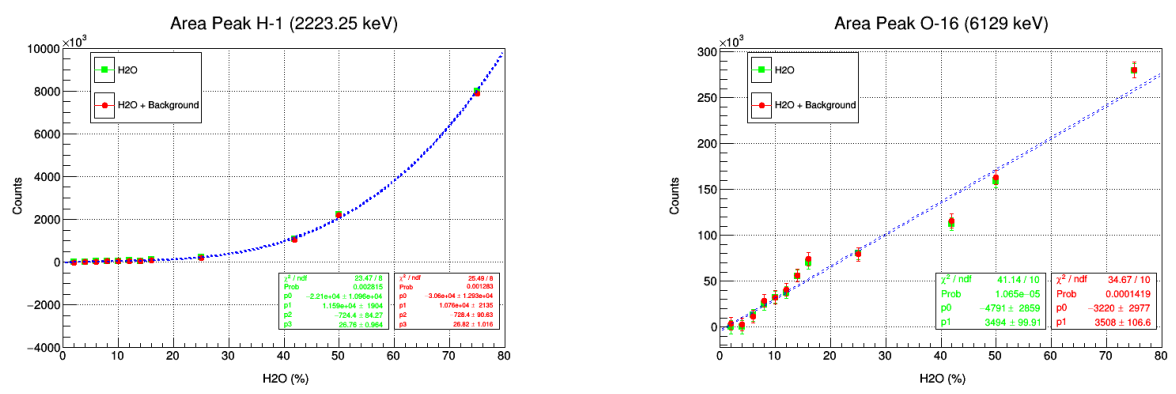 Area Peak H-1 (2223.25 keV)
×10³
10000
8000
6000
4000
2000
0
−2000
−4000
Counts
H2O
H2O + Background
χ² / ndf 23.47 / 8
Prob 0.002815
p0 −2.21e+04 ± 1.096e+04
p1 1.159e+04 ± 1904
p2 −724.4 ± 84.27
p3 26.76 ± 0.964
χ² / ndf 25.49 / 8
Prob 0.001283
p0 −3.06e+04 ± 1.293e+04
p1 1.076e+04 ± 2135
p2 −728.4 ± 90.63
p3 26.82 ± 1.016
0 10 20 30 40 50 60 70 80
H2O (%)
Area Peak O-16 (6129 keV)
×10³
300
250
200
150
100
50
0
Counts
H2O
H2O + Background
χ² / ndf 41.14 / 10
Prob 1.065e−05
p0 −4791 ± 2859
p1 3494 ± 99.91
χ² / ndf 34.67 / 10
Prob 0.0001419
p0 −3220 ± 2977
p1 3508 ± 106.6
0 10 20 30 40 50 60 70 80
H2O (%)